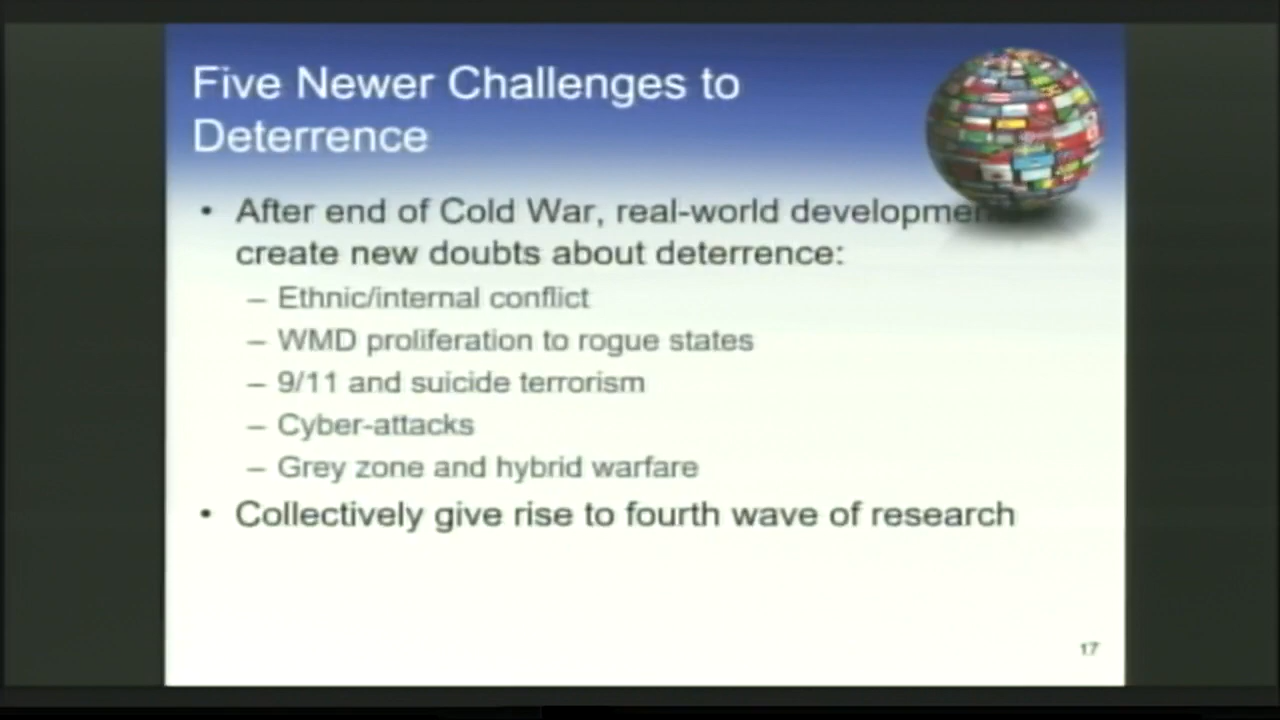 Five Newer Challenges to
Deterrence
• After end of Cold War, real-world developmen
create new doubts about deterrence:
– Ethnic/internal conflict
– WMD proliferation to rogue states
– 9/11 and suicide terrorism
– Cyber-attacks
– Grey zone and hybrid warfare
• Collectively give rise to fourth wave of research
17